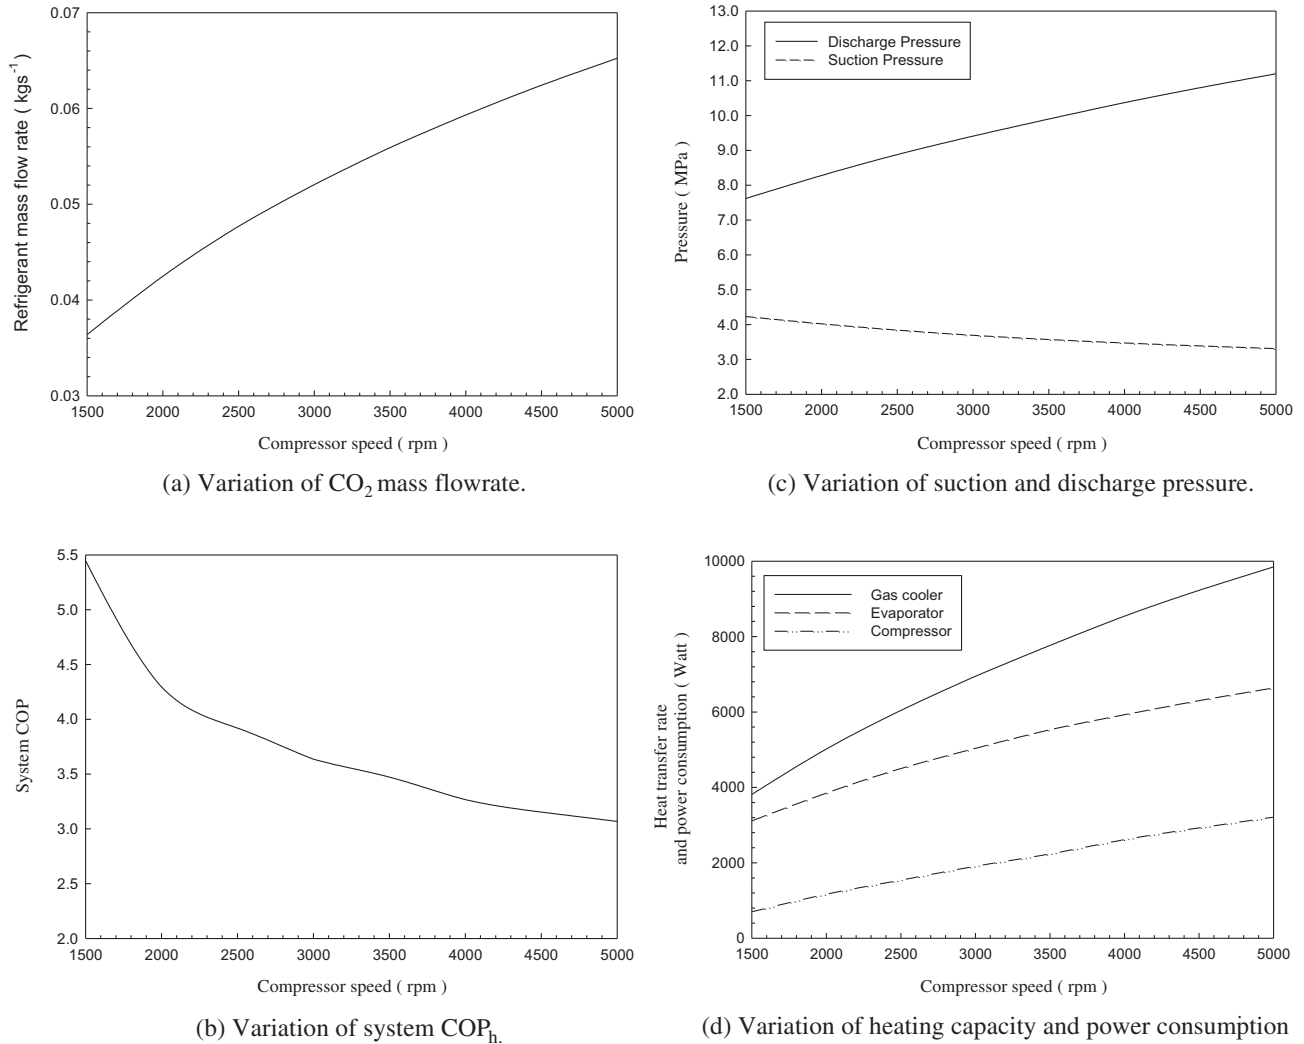 0.07
0.06
0.05
0.04
0.03
Refrigerant mass flow rate ( kgs⁻¹ )
1500 2000 2500 3000 3500 4000 4500 5000
Compressor speed ( rpm )
(a) Variation of CO₂ mass flowrate.
13.0
12.0
11.0
10.0
9.0
8.0
7.0
6.0
5.0
4.0
3.0
2.0
Pressure ( MPa )
Discharge Pressure
Suction Pressure
1500 2000 2500 3000 3500 4000 4500 5000
Compressor speed ( rpm )
(c) Variation of suction and discharge pressure.
5.5
5.0
4.5
4.0
3.5
3.0
2.5
2.0
System COP
1500 2000 2500 3000 3500 4000 4500 5000
Compressor speed ( rpm )
(b) Variation of system COPₕ.
10000
8000
6000
4000
2000
0
Heat transfer rate
and power consumption ( Watt )
Gas cooler
Evaporator
Compressor
1500 2000 2500 3000 3500 4000 4500 5000
Compressor speed ( rpm )
(d) Variation of heating capacity and power consumption